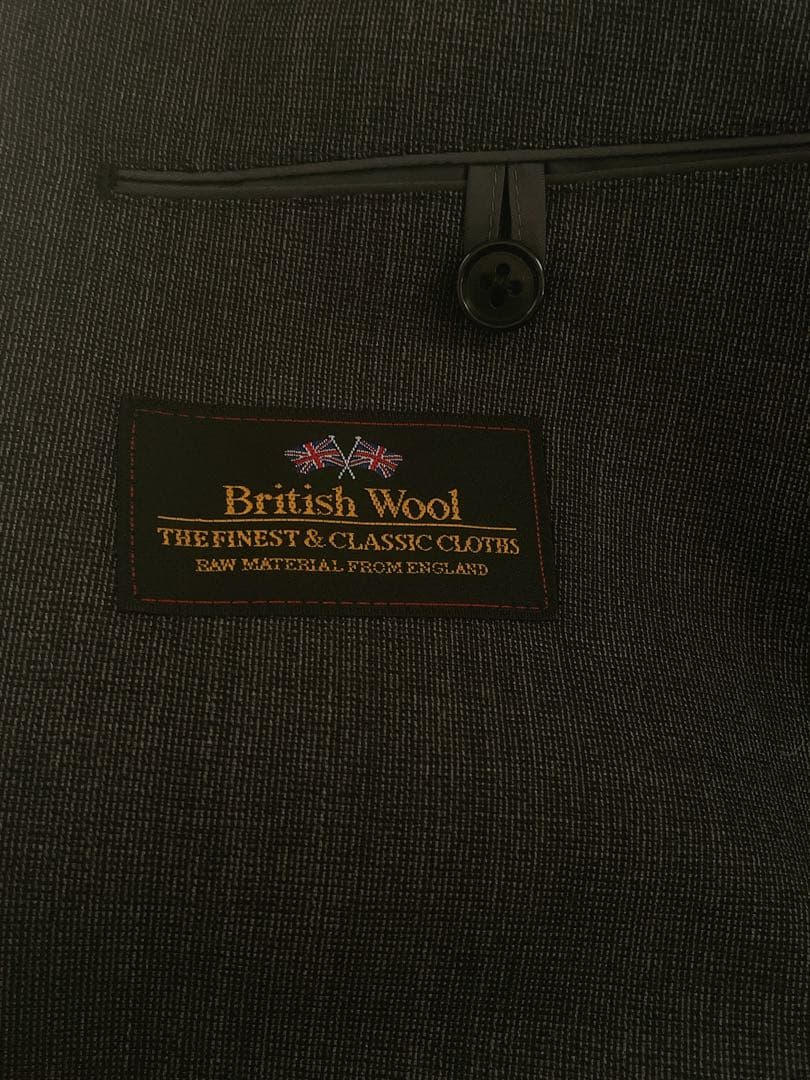 British Wool
THE FINEST & CLASSIC CLOTHS
RAW MATERIAL FROM ENGLAND